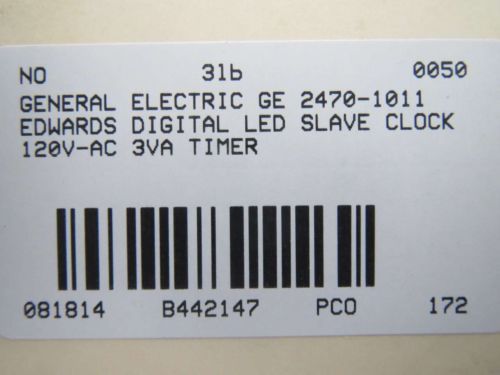 NO 3lb 0050
GENERAL ELECTRIC GE 2470-1011
EDWARDS DIGITAL LED SLAVE CLOCK
120V-AC 3VA TIMER
081814 B442147 PCO 172